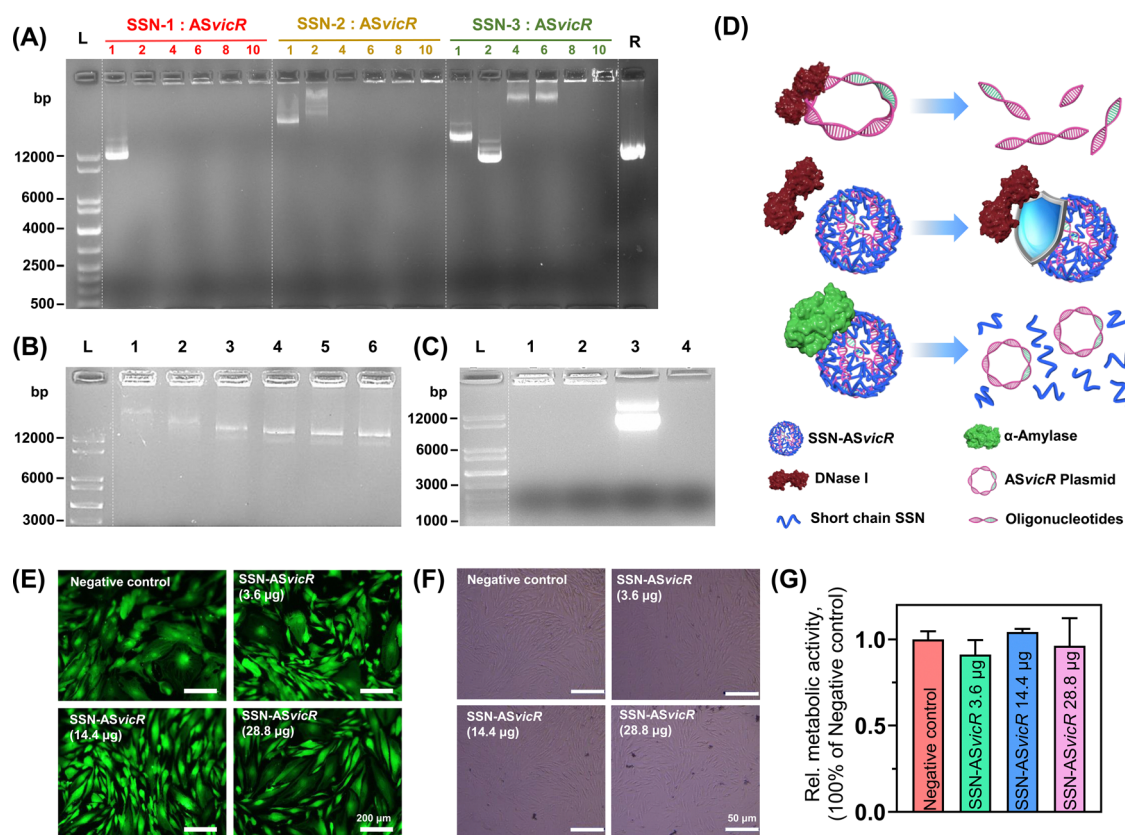 (A)
L
SSN-1 : ASvicR
SSN-2 : ASvicR
SSN-3 : ASvicR
R
1 2 4 6 8 10
1 2 4 6 8 10
1 2 4 6 8 10
bp
12000
6000
4000
2500
500
(B)
L 1 2 3 4 5 6
bp
12000
6000
3000
(C)
L 1 2 3 4
bp
12000
6000
3000
1000
(D)
SSN-ASvicR
α-Amylase
DNase I
ASvicR Plasmid
Short chain SSN
Oligonucleotides
(E)
Negative control
SSN-ASvicR
(3.6 µg)
SSN-ASvicR
(14.4 µg)
SSN-ASvicR
(28.8 µg)
200 µm
(F)
Negative control
SSN-ASvicR
(3.6 µg)
SSN-ASvicR
(14.4 µg)
SSN-ASvicR
(28.8 µg)
50 µm
(G)
Rel. metabolic activity,
(100% of Negative control)
1.0
0.5
0.0
Negative control
SSN-ASvicR 3.6 µg
SSN-ASvicR 14.4 µg
SSN-ASvicR 28.8 µg